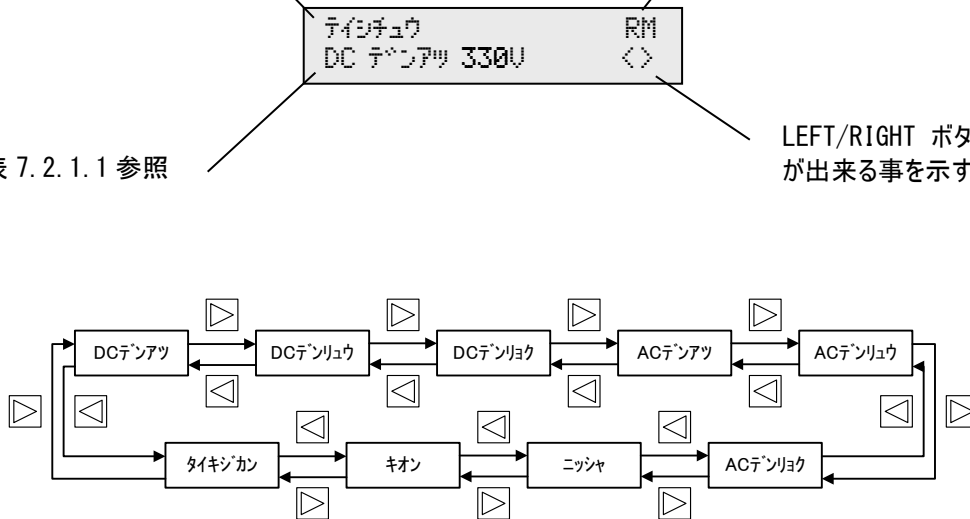 テイシチュウ RM
DC デンアツ 330V <>
LEFT/RIGHT ボタ
表 7.2.1.1 参照
が出来る事を示す
DCデンアツ DCデンリュウ DCデンリョク ACデンアツ ACデンリュウ
タイキジカン キオン ニッシャ ACデンリョク